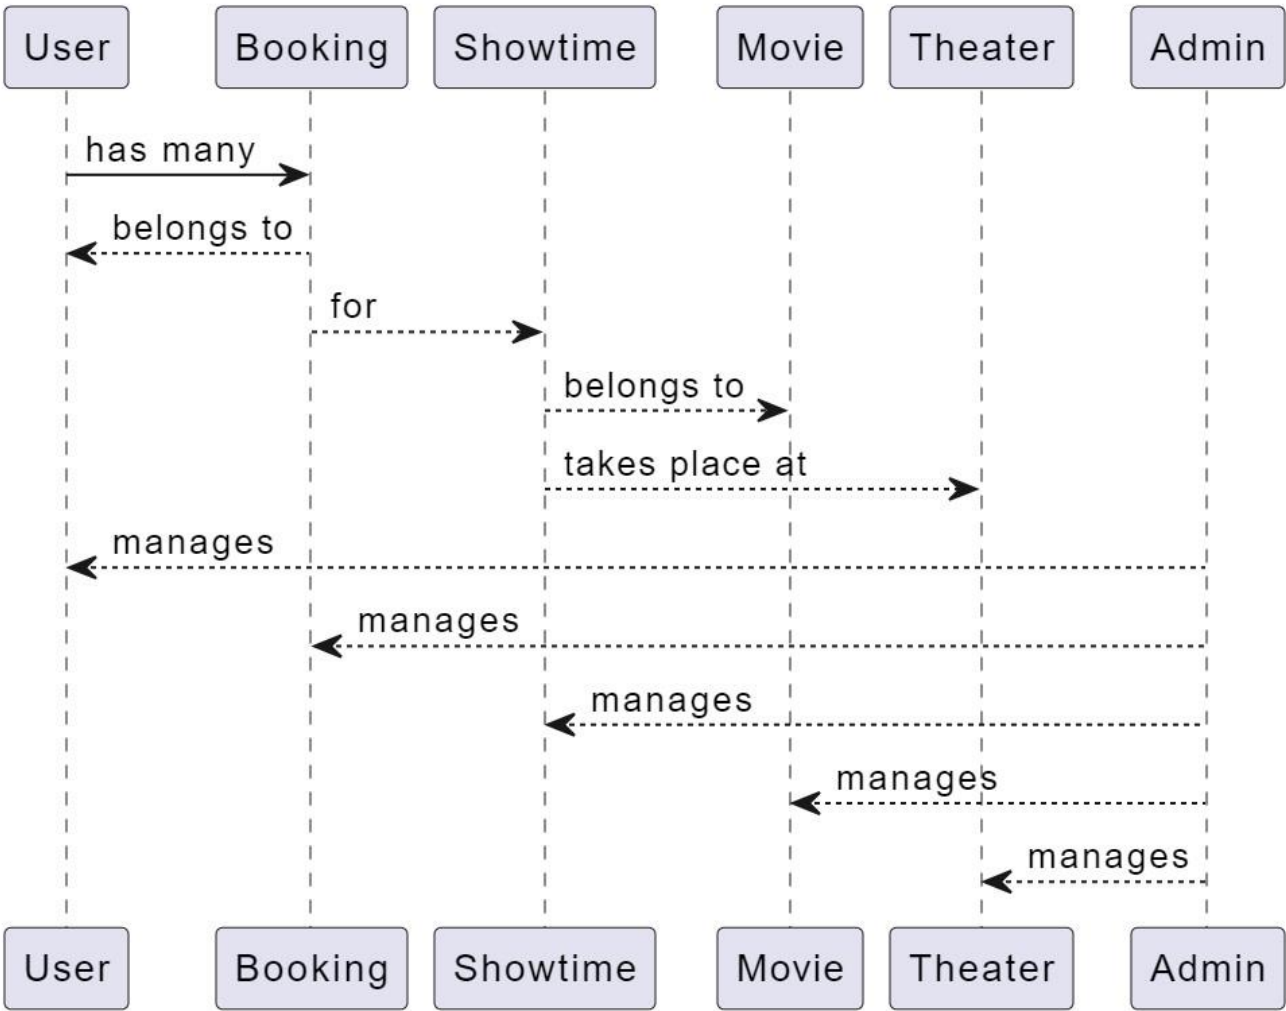 User Booking Showtime Movie Theater Admin
has many
belongs to
for
belongs to
takes place at
manages
manages
manages
manages
manages
User Booking Showtime Movie Theater Admin